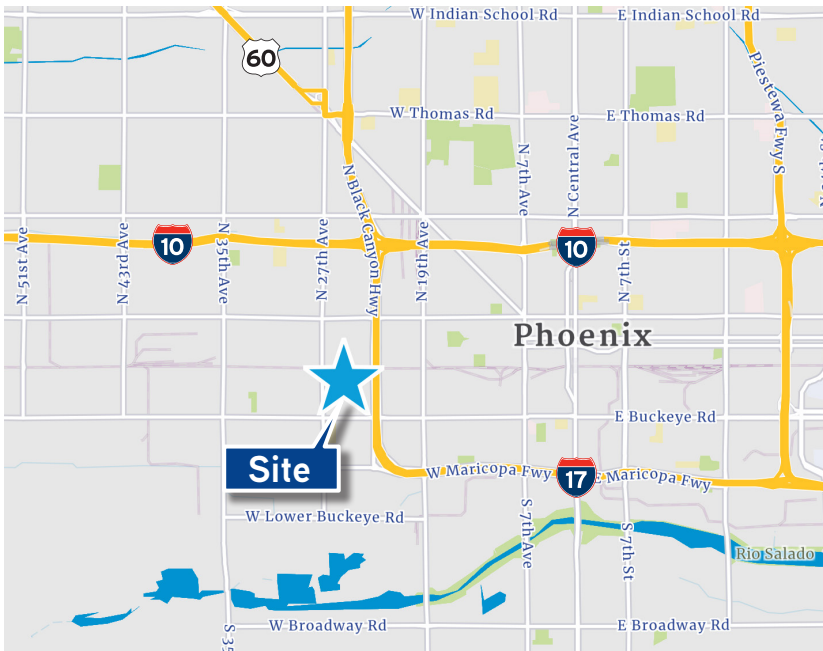 W Indian School Rd
E Indian School Rd
60
Piestewa Fwy S
W Thomas Rd
E Thomas Rd
N Central Ave
N 7th Ave
N Black Canyon Hwy
N 51st Ave
N 43rd Ave
10
N 35th Ave
N 27th Ave
N 19th Ave
10
N 7th St
Phoenix
E Buckeye Rd
Site
W Maricopa Fwy
17
E Maricopa Fwy
W Lower Buckeye Rd
S 7th Ave
S 7th St
Rio Salado
W Broadway Rd
E Broadway Rd
S 35